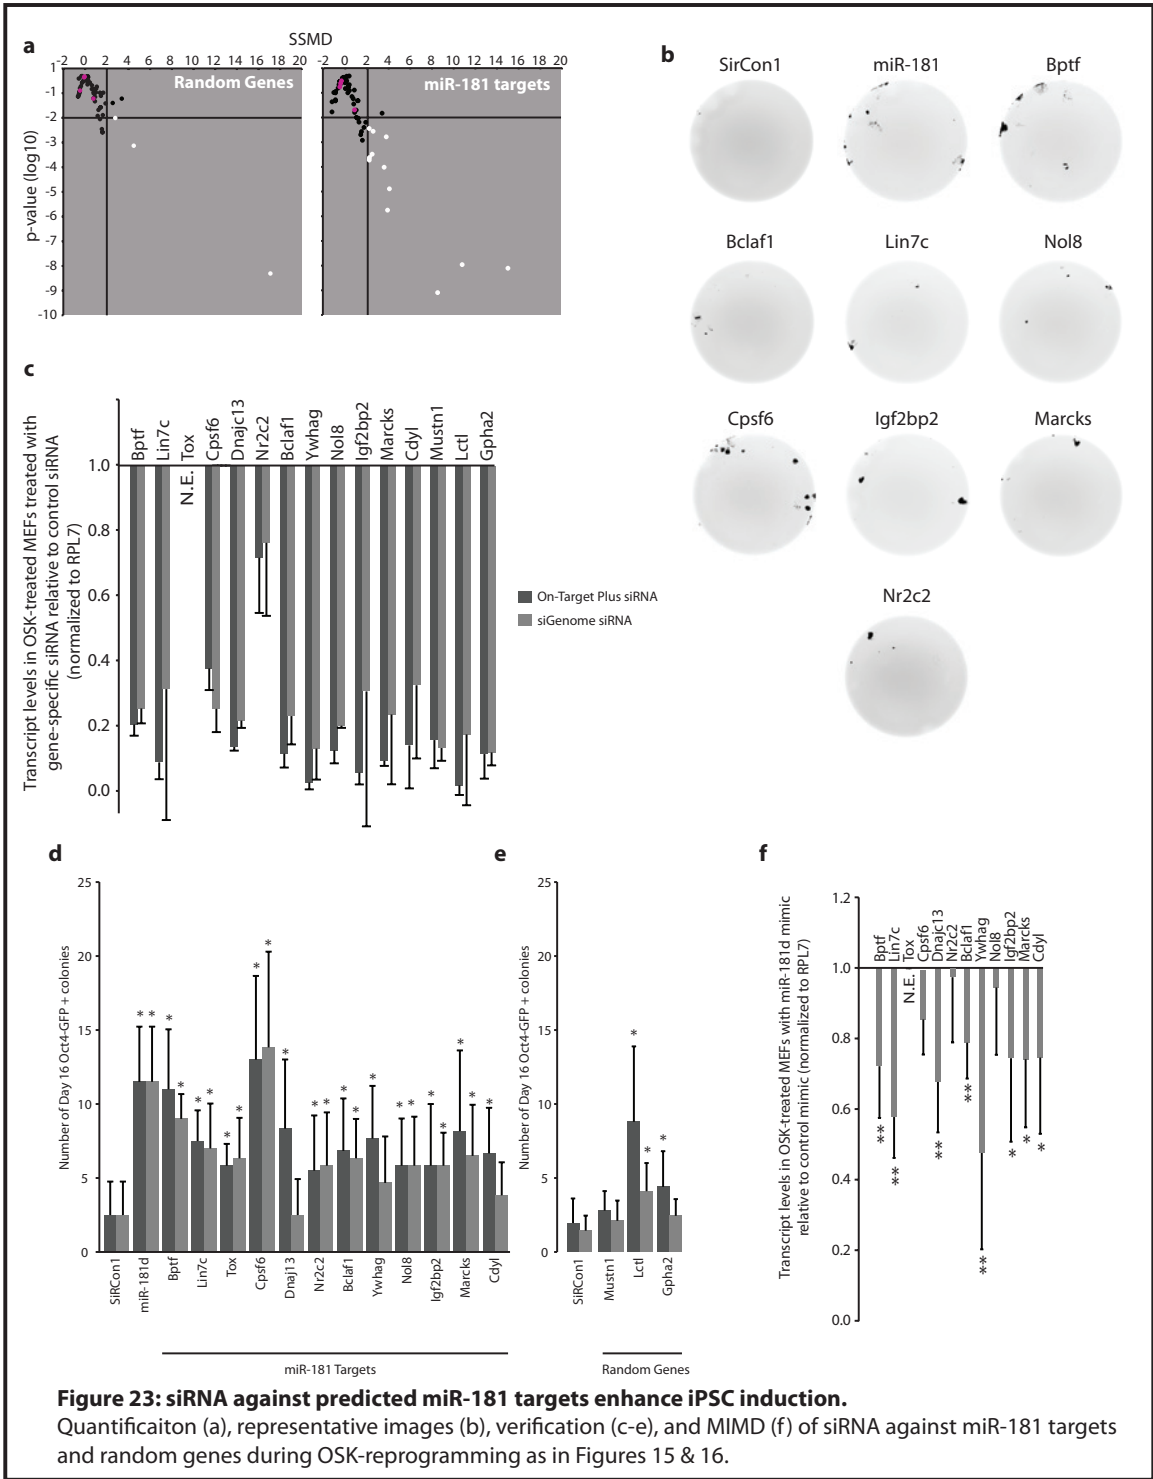 a
SSMD
-2 0 2 4 6 8 10 12 14 16 18 20
-2 0 2 4 6 8 10 12 14 16 18 20
Random Genes
miR-181 targets
p-value (log10)
1
-1
-2
-3
-4
-5
-6
-7
-8
-9
-10
b
SirCon1
miR-181
Bptf
Bclaf1
Lin7c
Nol8
Cpsf6
Igf2bp2
Marcks
Nr2c2
c
Transcript levels in OSK-treated MEFs treated with
gene-specific siRNA relative to control siRNA
(normalized to RPL7)
1.0
0.8
0.6
0.4
0.2
0.0
Bptf
Lin7c
Tox
Cpsf6
Dnajc13
Nr2c2
Bclaf1
Ywhag
Nol8
Igf2bp2
Marcks
Cdyl
Mustn1
Lctl
Gpha2
N.E.
On-Target Plus siRNA
siGenome siRNA
d
Number of Day 16 Oct4-GFP + colonies
25
20
15
10
5
0
* * * * * * * * * * * * * * * * * * * * * *
SiRCon1
miR-181d
Bptf
Lin7c
Tox
Cpsf6
Dnaj13
Nr2c2
Bclaf1
Ywhag
Nol8
Igf2bp2
Marcks
Cdyl
miR-181 Targets
e
Number of Day 16 Oct4-GFP + colonies
25
20
15
10
5
0
* * *
SiRCon1
Mustn1
Lctl
Gpha2
Random Genes
f
Transcript levels in OSK-treated MEFs with miR-181d mimic
relative to control mimic (normalized to RPL7)
1.2
1.0
0.8
0.6
0.4
0.2
0.0
Bptf
Lin7c
Tox
Cpsf6
Dnajc13
Nr2c2
Bclaf1
Ywhag
Nol8
Igf2bp2
Marcks
Cdyl
N.E.
** ** ** ** ** * * *
Figure 23: siRNA against predicted miR-181 targets enhance iPSC induction.
Quantificaiton (a), representative images (b), verification (c-e), and MIMD (f) of siRNA against miR-181 targets
and random genes during OSK-reprogramming as in Figures 15 & 16.